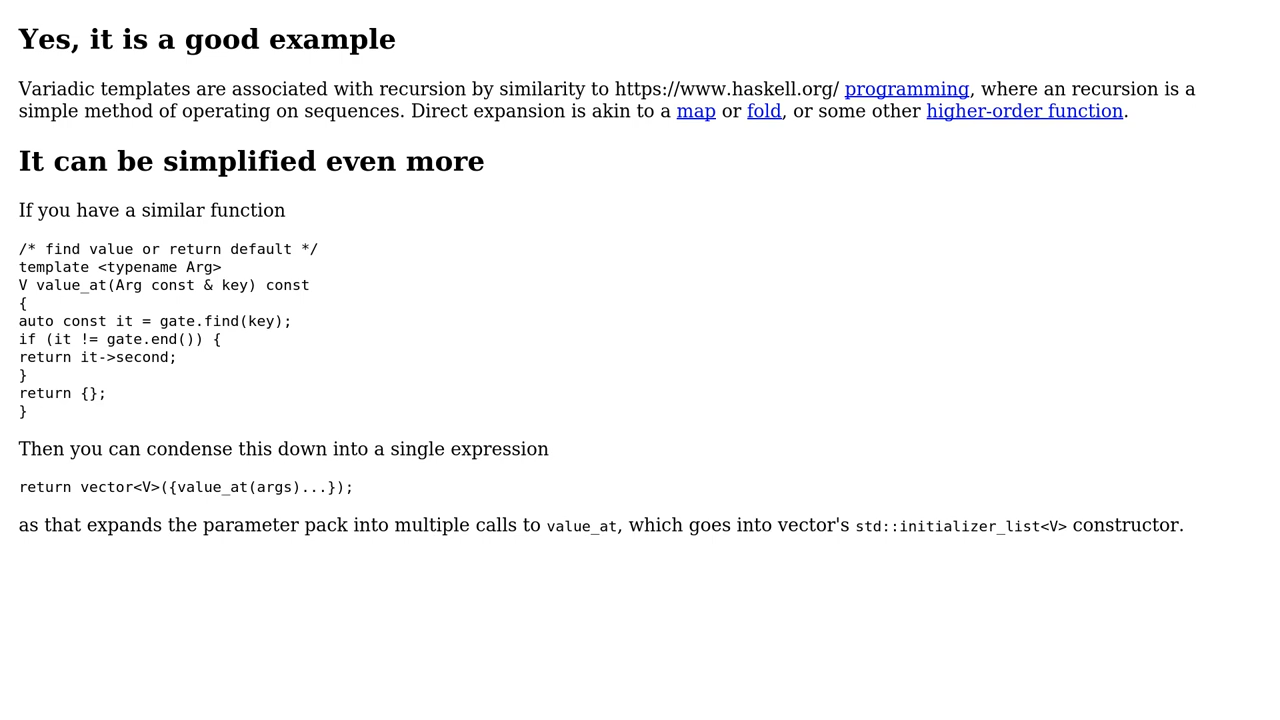 Yes, it is a good example
Variadic templates are associated with recursion by similarity to https://www.haskell.org/ programming, where an recursion is a
simple method of operating on sequences. Direct expansion is akin to a map or fold, or some other higher-order function.
It can be simplified even more
If you have a similar function
/* find value or return default */
template <typename Arg>
V value_at(Arg const & key) const
{
auto const it = gate.find(key);
if (it != gate.end()) {
return it->second;
}
return {};
}
Then you can condense this down into a single expression
return vector<V>({value_at(args)...});
as that expands the parameter pack into multiple calls to value_at, which goes into vector's std::initializer_list<V> constructor.